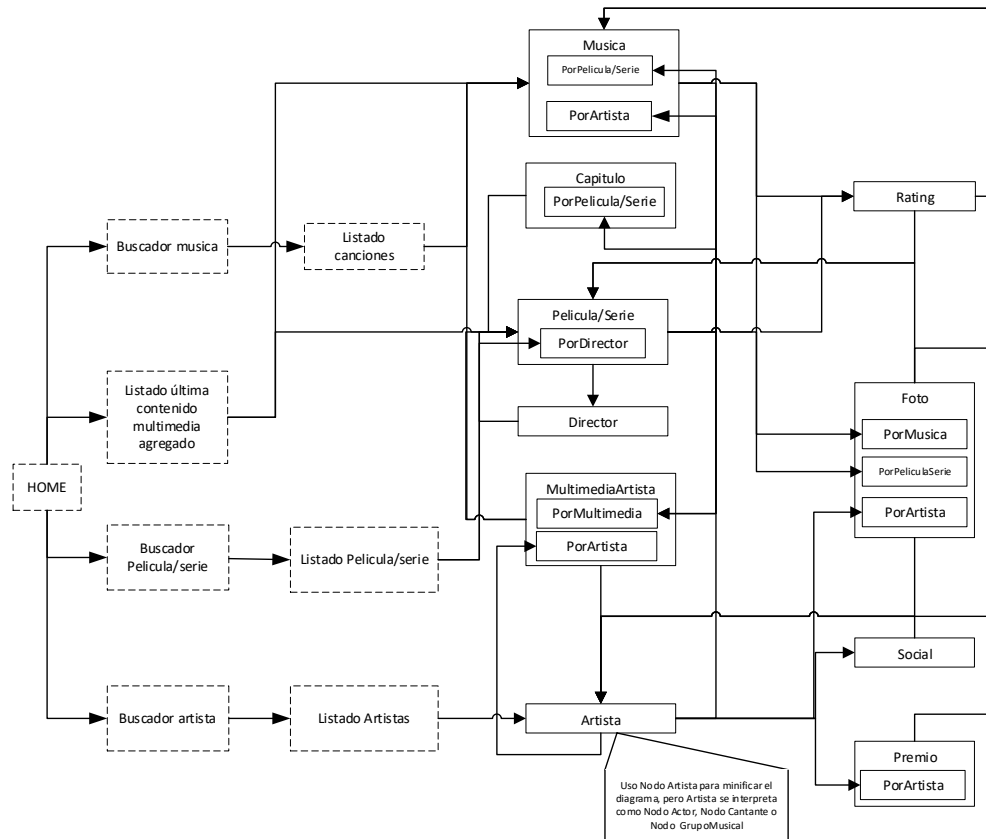 Musica
PorPelicula/Serie
PorArtista
Capitulo
PorPelicula/Serie
Rating
Buscador musica
Listado
canciones
Pelicula/Serie
PorDirector
Listado última
contenido
multimedia
agregado
Director
Foto
PorMusica
PorPeliculaSerie
PorArtista
HOME
MultimediaArtista
PorMultimedia
PorArtista
Buscador
Pelicula/serie
Listado Pelicula/serie
Social
Buscador artista
Listado Artistas
Artista
Premio
PorArtista
Uso Nodo Artista para minificar el
diagrama, pero Artista se interpreta
como Nodo Actor, Nodo Cantante o
Nodo GrupoMusical